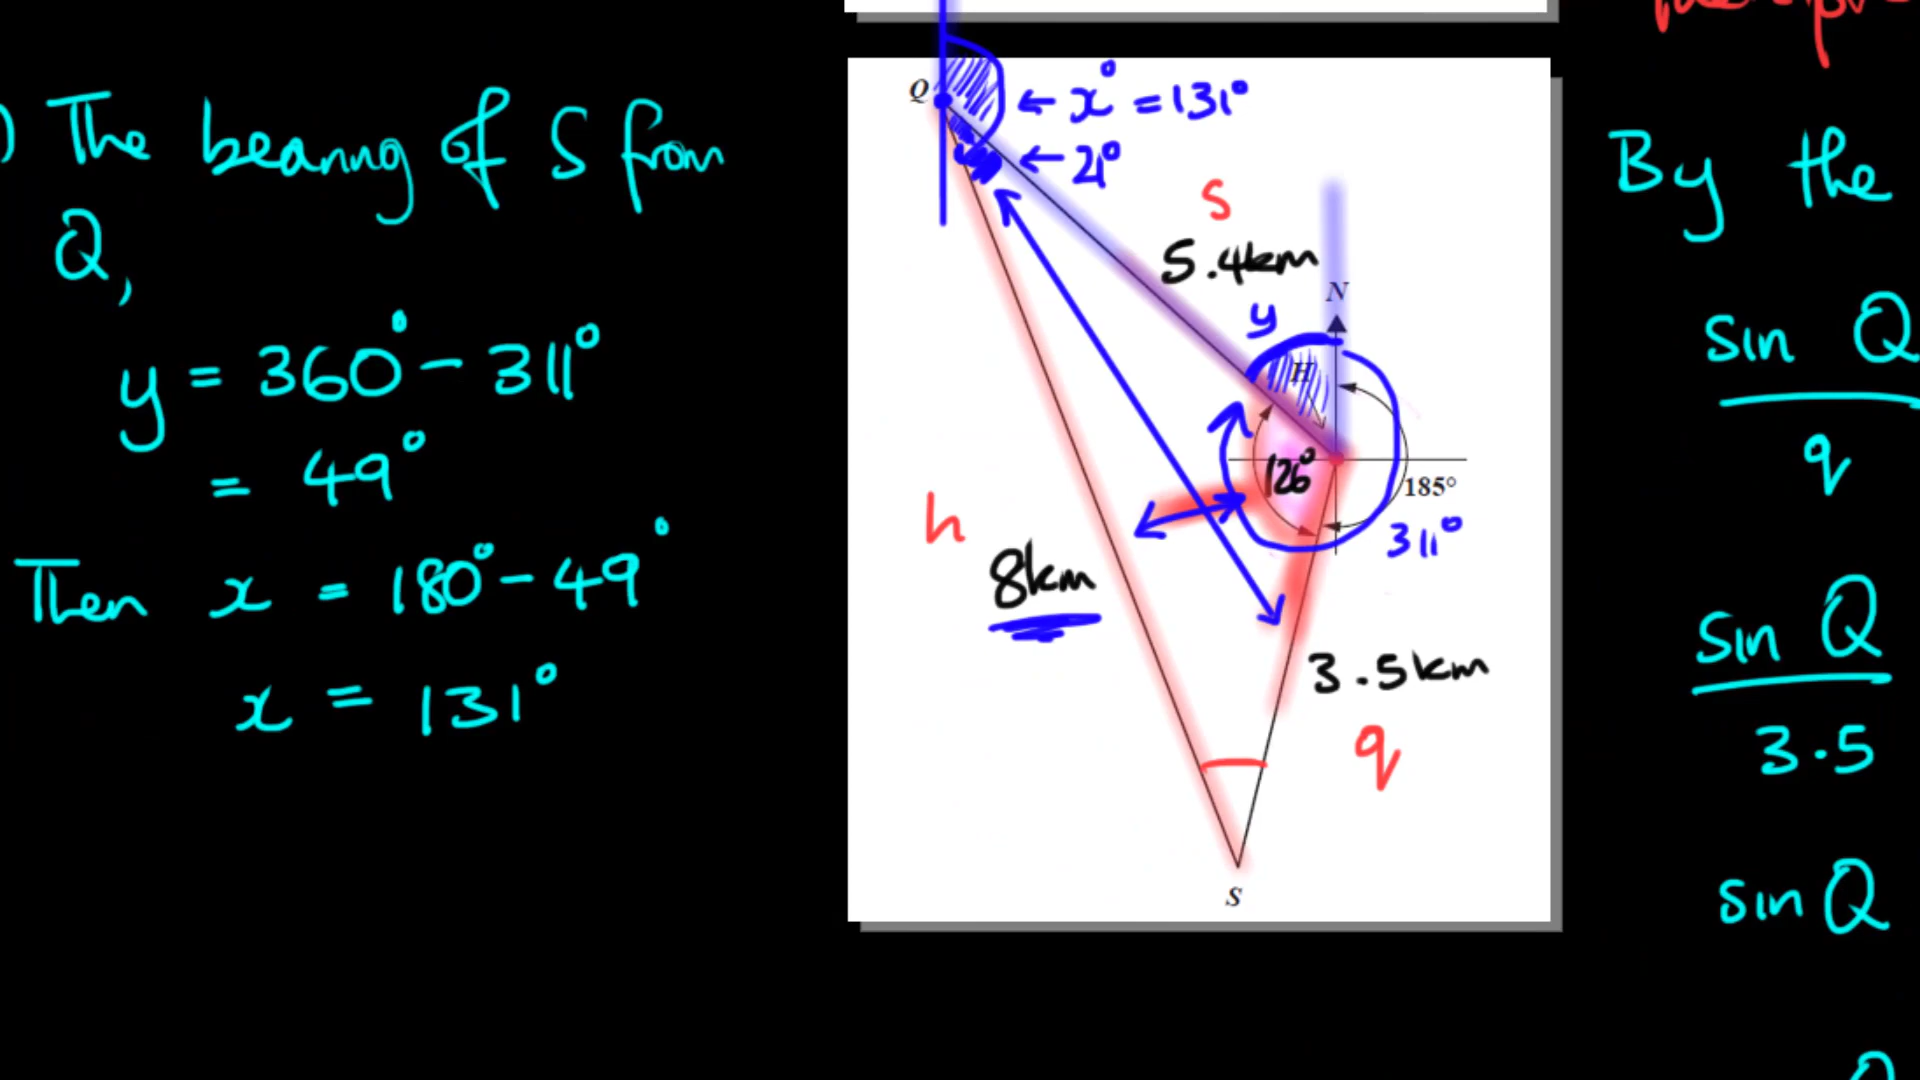 ) The bearing of S from
Q,
y = 360° - 311°
= 49°
Then x = 180° - 49°
x = 131°
Q
← x° = 131°
← 21°
s
5.4km
N
y
H
126°
185°
311°
h
8km
3.5km
q
S
By the
sin Q
q
sin Q
3.5
sin Q
Q